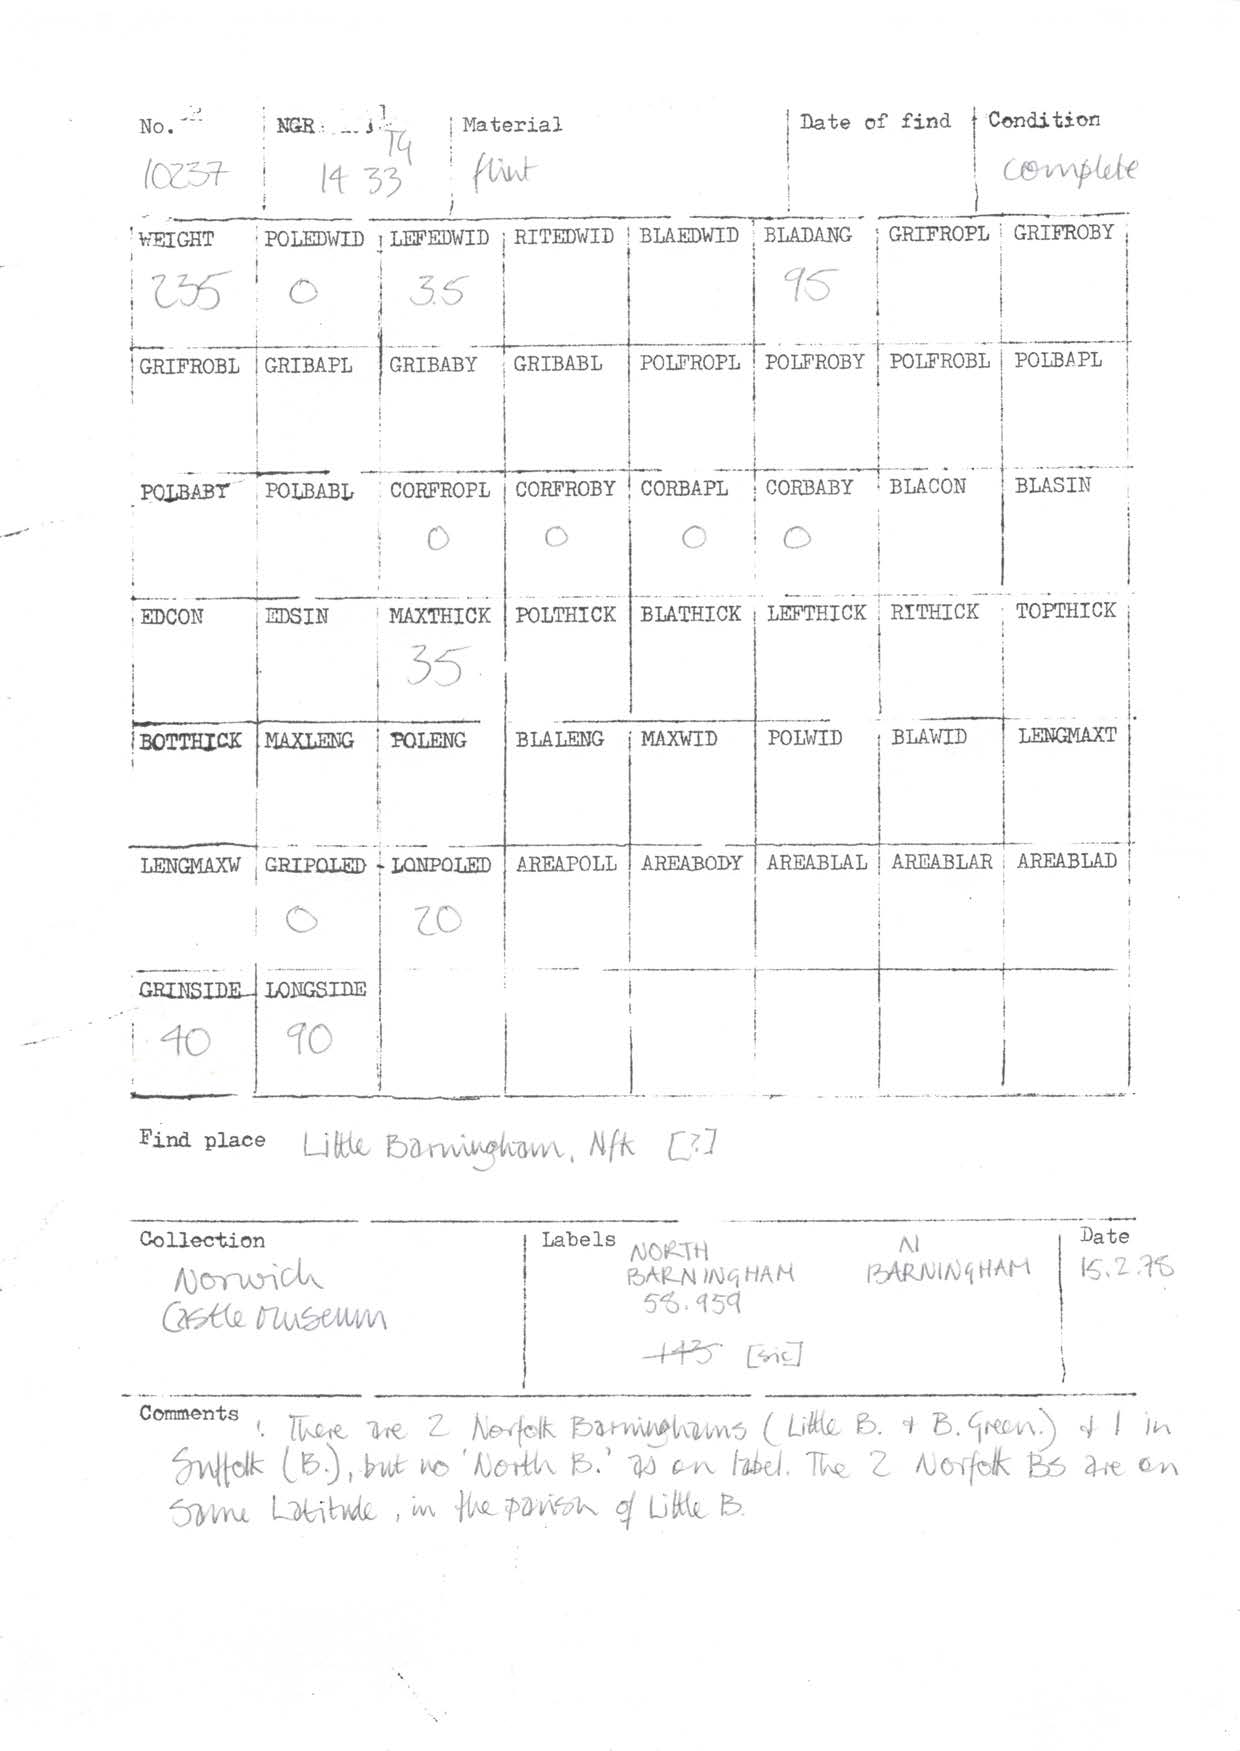 No. NGR: Material Date of find Condition
TG
10237 14 33 flint complete
WEIGHT POLEDWID LEFEDWID RITEDWID BLAEDWID BLADANG GRIFROPL GRIFROBY
235 0 3.5 95
GRIFROBL GRIBAPL GRIBABY GRIBABL POLFROPL POLFROBY POLFROBL POLBAPL
POLBABY POLBABL CORFROPL CORFROBY CORBAPL CORBABY BLACON BLASIN
0 0 0 0
EDCON EDSIN MAXTHICK POLTHICK BLATHICK LEFTHICK RITHICK TOPTHICK
35
BOTTHICK MAXLENG POLENG BLALENG MAXWID POLWID BLAWID LENGMAXT
LENGMAXW GRIPOLED LONPOLED AREAPOLL AREABODY AREABLAL AREABLAR AREABLAD
0 20
GRINSIDE LONGSIDE
40 90
Find place Little Barningham, Nfk [?]
Collection Labels NORTH N Date
Norwich BARNINGHAM BARNINGHAM 15.2.78
Castle Museum 58.959
143 [sic]
Comments : There are 2 Norfolk Barninghams (Little B. & B. Green.) & 1 in
Suffolk (B.), but no 'North B.' as on label. The 2 Norfolk Bs are on
same Latitude, in the parish of Little B.